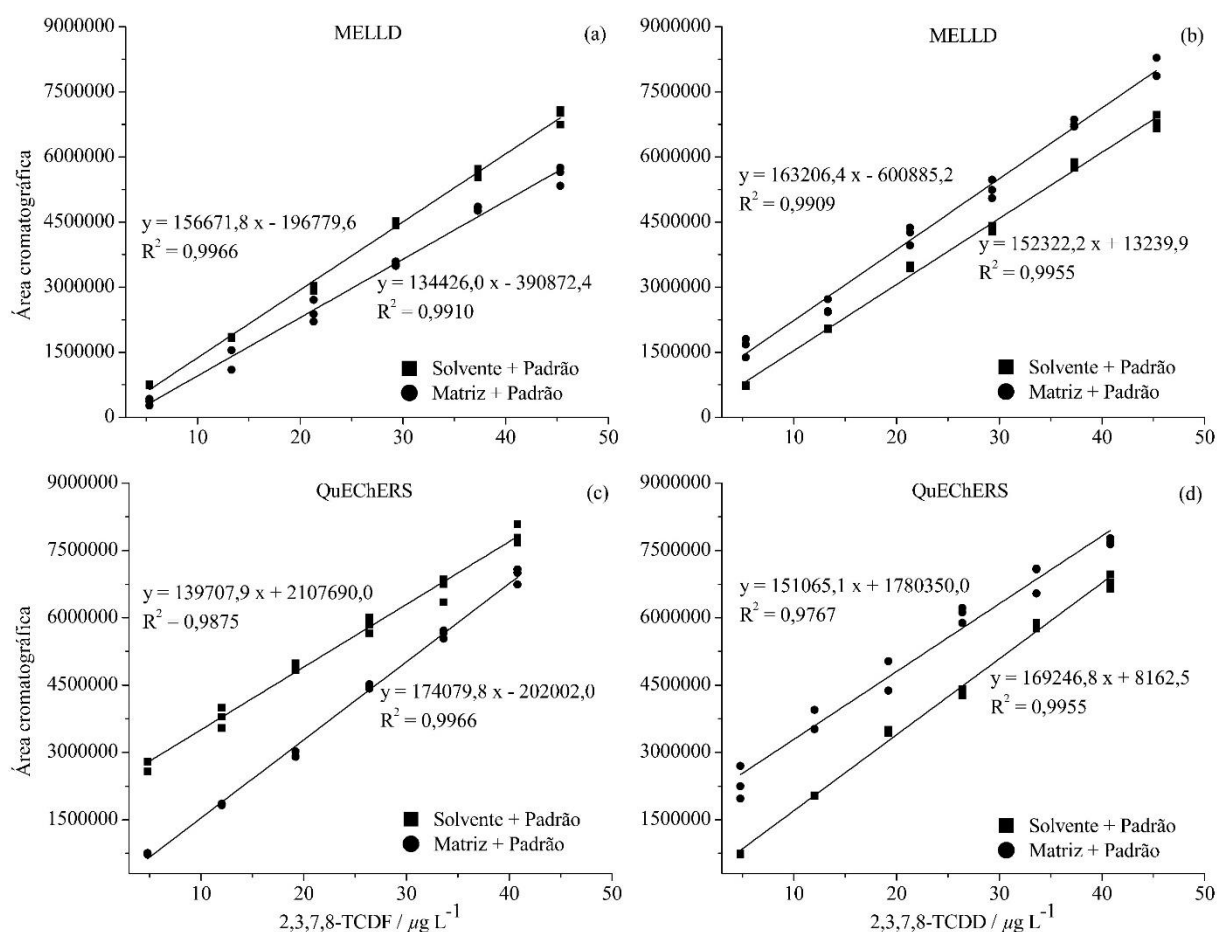 MELLD
(a)
Área cromatográfica
9000000
7500000
6000000
4500000
3000000
1500000
0
y = 156671,8 x - 196779,6
R² = 0,9966
y = 134426,0 x - 390872,4
R² = 0,9910
Solvente + Padrão
Matriz + Padrão
10
20
30
40
50
MELLD
(b)
9000000
7500000
6000000
4500000
3000000
1500000
0
y = 163206,4 x - 600885,2
R² = 0,9909
y = 152322,2 x + 13239,9
R² = 0,9955
Solvente + Padrão
Matriz + Padrão
10
20
30
40
50
QuEChERS
(c)
Área cromatográfica
9000000
7500000
6000000
4500000
3000000
1500000
y = 139707,9 x + 2107690,0
R² – 0,9875
y = 174079,8 x - 202002,0
R² = 0,9966
Solvente + Padrão
Matriz + Padrão
10
20
30
40
50
2,3,7,8-TCDF / µg L⁻¹
QuEChERS
(d)
9000000
7500000
6000000
4500000
3000000
1500000
y = 151065,1 x + 1780350,0
R² = 0,9767
y = 169246,8 x + 8162,5
R² = 0,9955
Solvente + Padrão
Matriz + Padrão
10
20
30
40
50
2,3,7,8-TCDD / µg L⁻¹